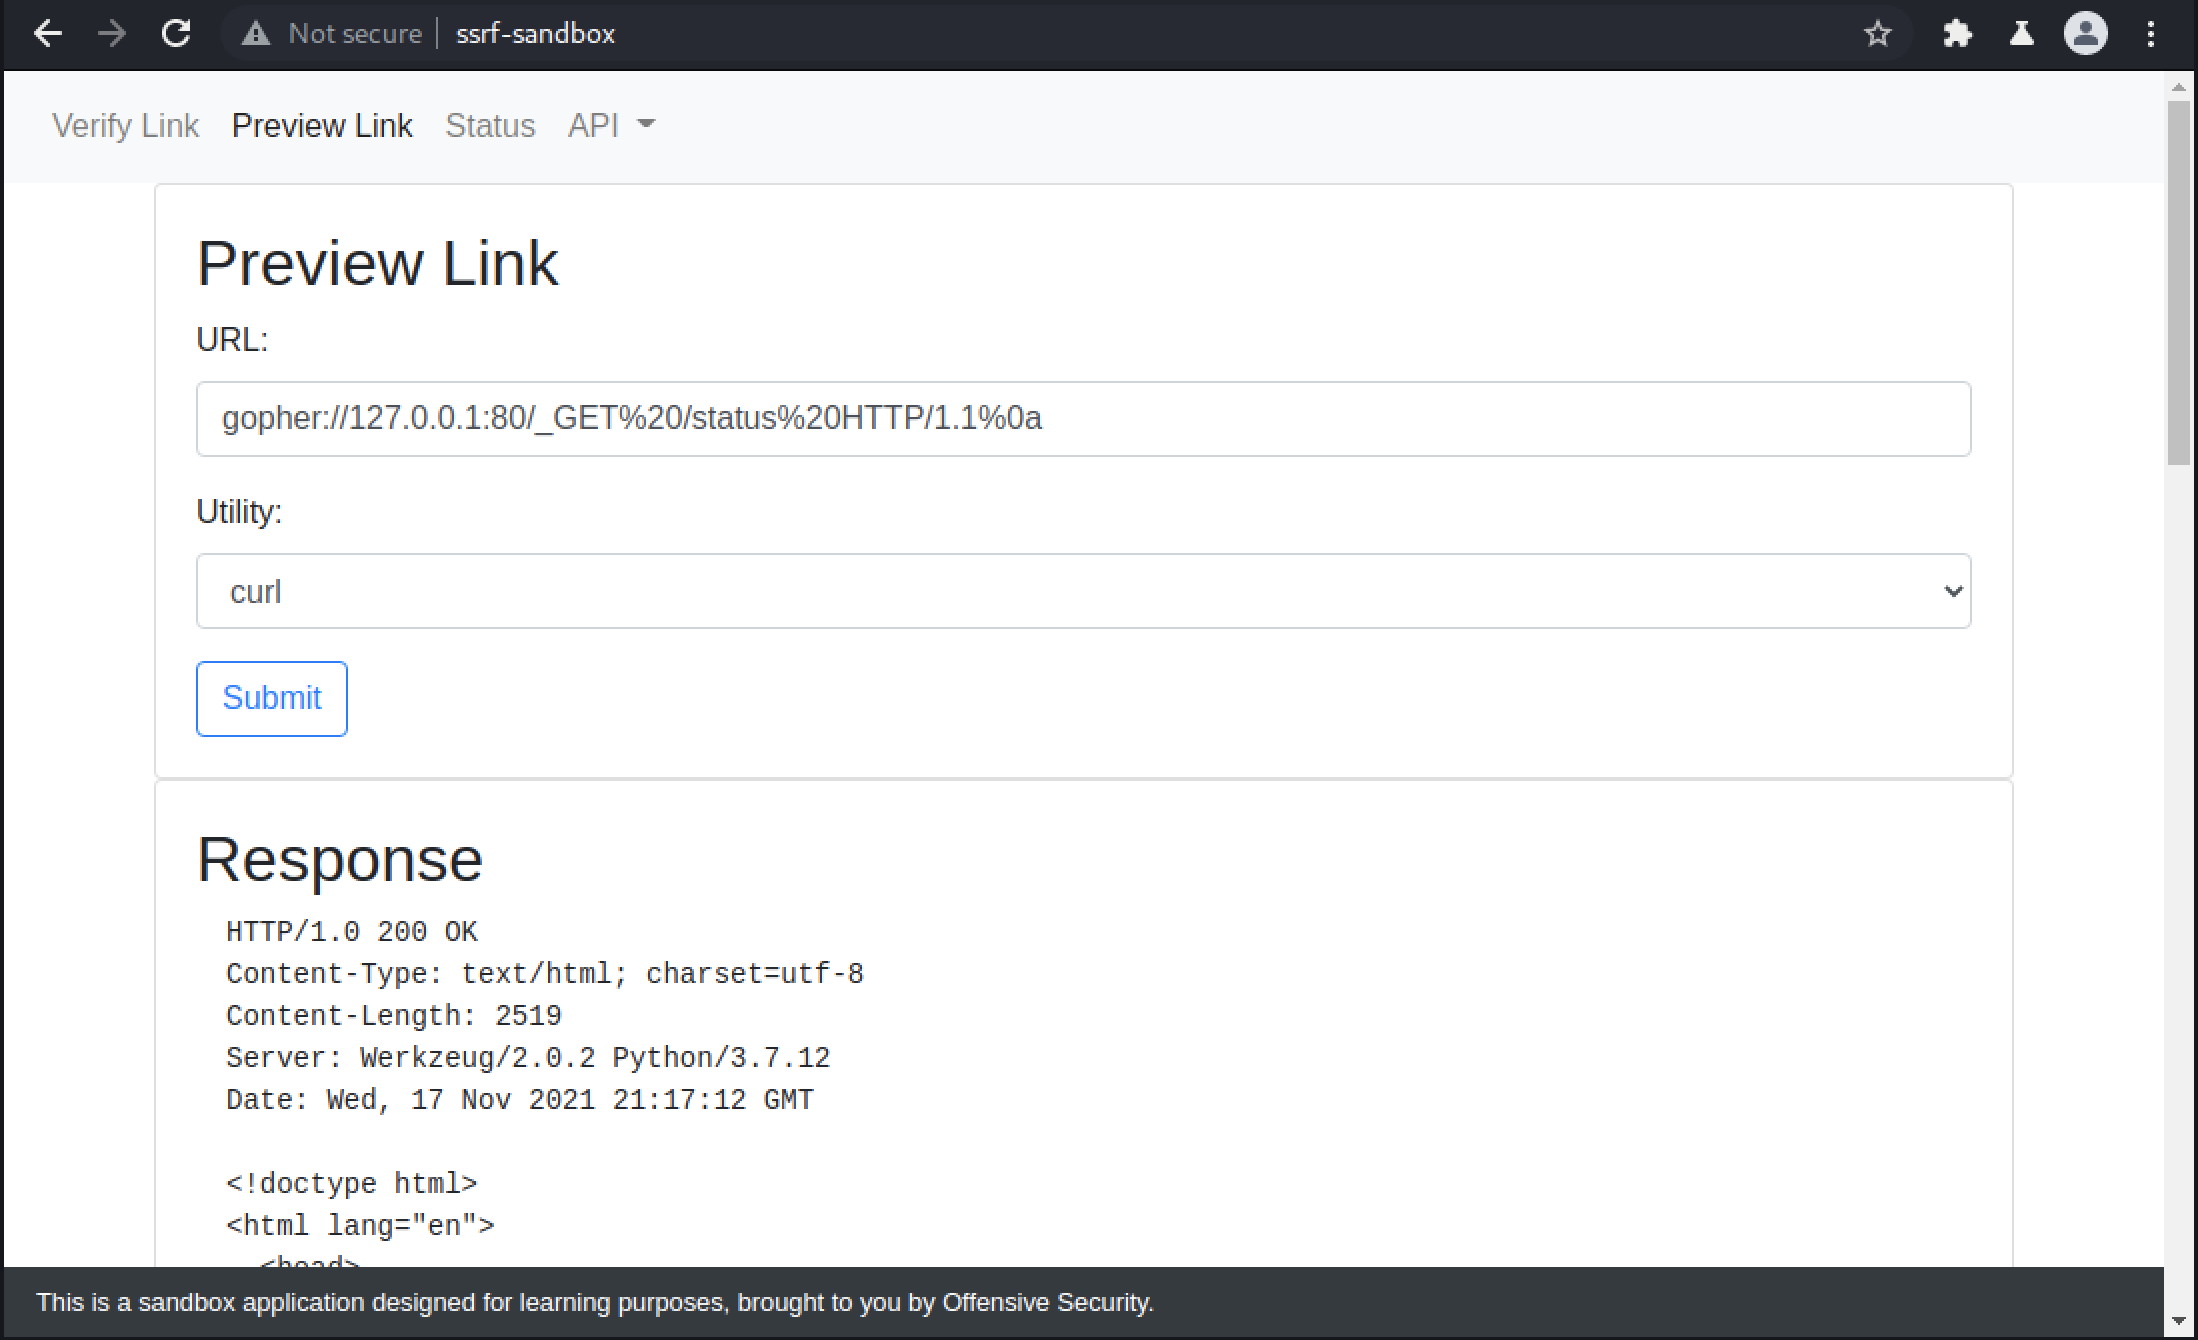 Not secure | ssrf-sandbox
Verify Link Preview Link Status API
Preview Link
URL:
gopher://127.0.0.1:80/_GET%20/status%20HTTP/1.1%0a
Utility:
curl
Submit
Response
HTTP/1.0 200 OK
Content-Type: text/html; charset=utf-8
Content-Length: 2519
Server: Werkzeug/2.0.2 Python/3.7.12
Date: Wed, 17 Nov 2021 21:17:12 GMT
<!doctype html>
<html lang="en">
<head>
This is a sandbox application designed for learning purposes, brought to you by Offensive Security.